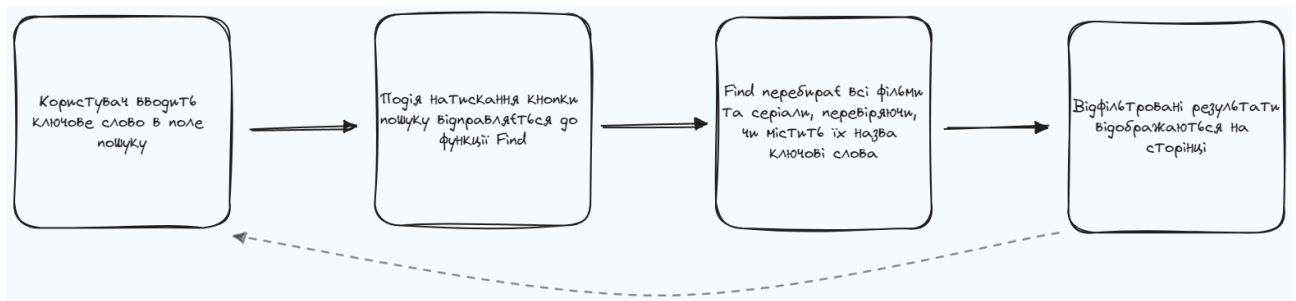 Користувач вводить
ключове слово в поле
пошуку
Подія натискання кнопки
пошуку відправляється до
функції Find
Find перебирає всі фільми
та серіали, перевіряючи,
чи містить їх назва
ключові слова
Відфільтровані результати
відображаються на
сторінці